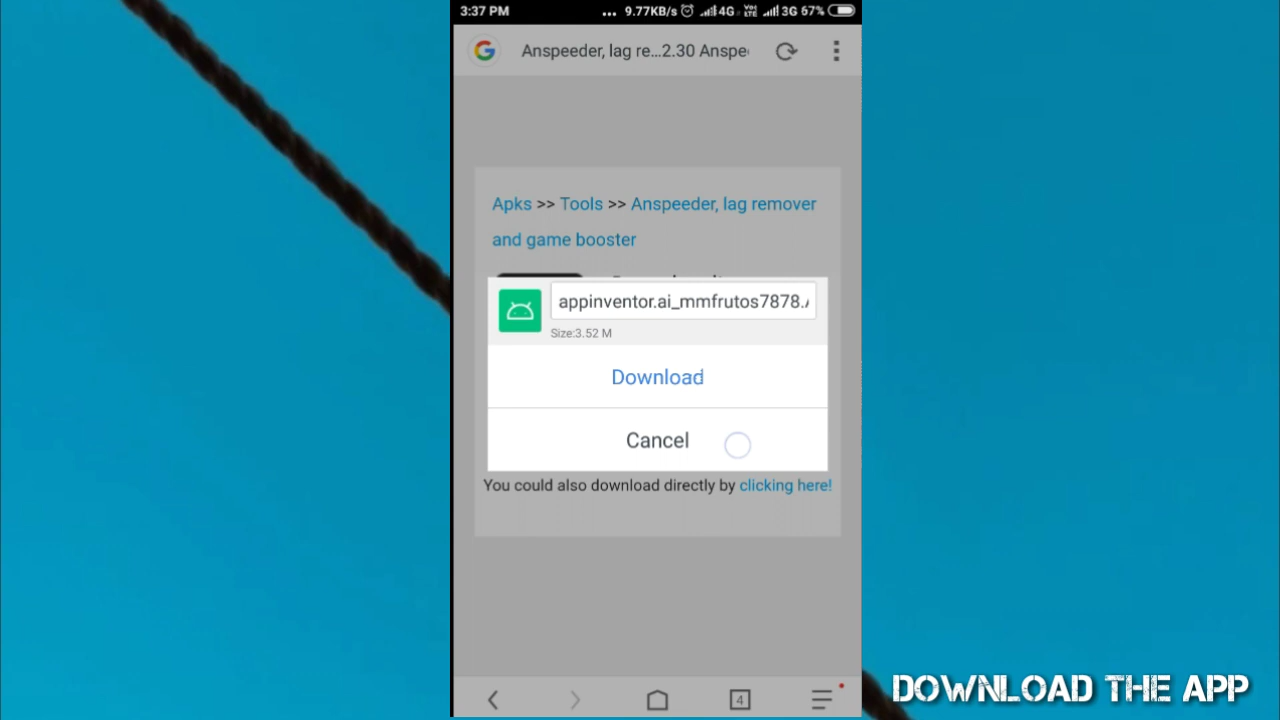 3:37 PM ... 9.77KB/s 4G VoLTE 3G 67%
G Anspeeder, lag re...2.30 Anspe
Apks >> Tools >> Anspeeder, lag remover
and game booster
appinventor.ai_mmfrutos7878.
Size:3.52 M
Download
Cancel
You could also download directly by clicking here!
4
DOWNLOAD THE APP